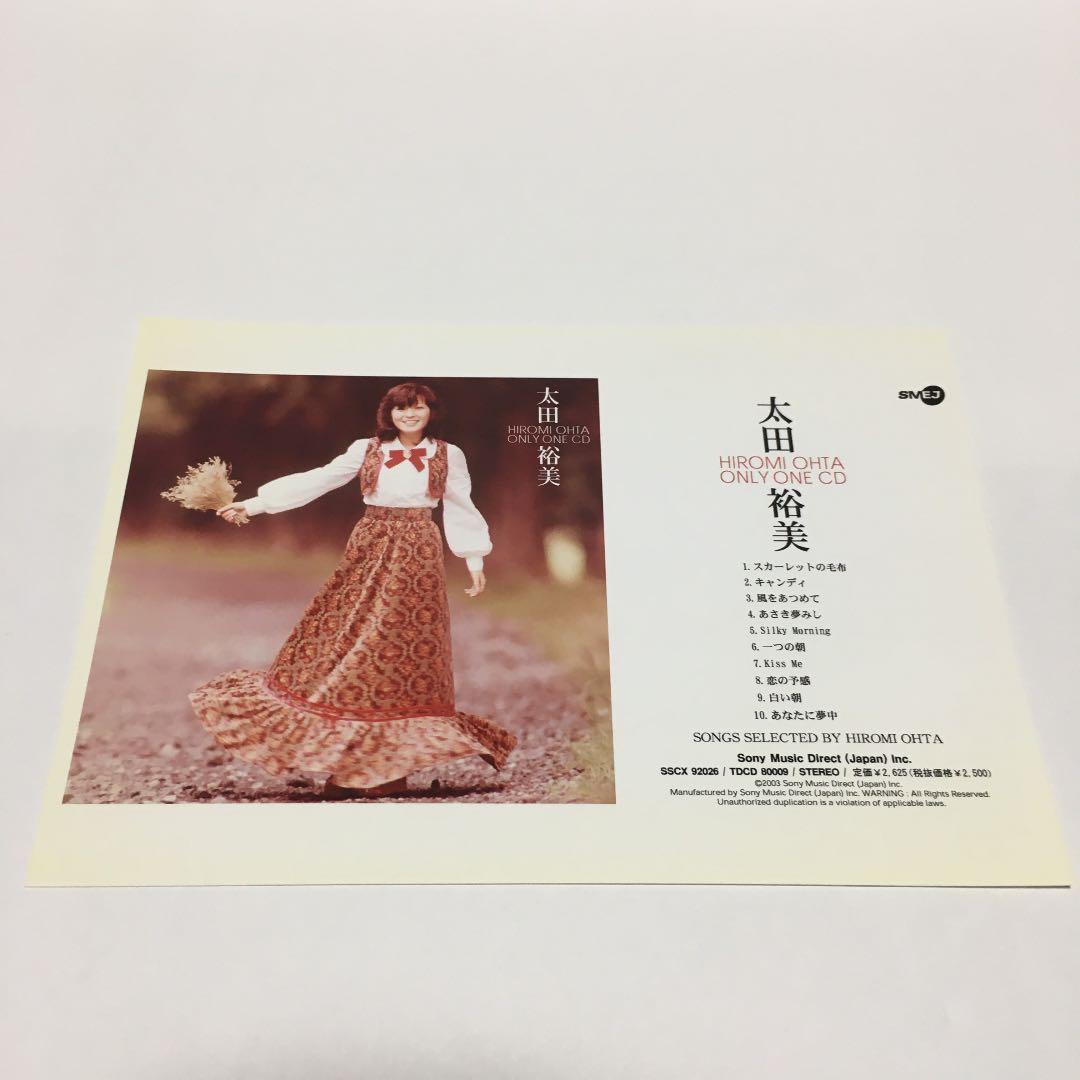 太田
HIROMI OHTA
ONLY ONE CD
裕美
SMEJ
太田
HIROMI OHTA
ONLY ONE CD
裕美
1. スカーレットの毛布
2. キャンディ
3. 風をあつめて
4. あさき夢みし
5. Silky Morning
6. 一つの朝
7. Kiss Me
8. 恋の予感
9. 白い朝
10. あなたに夢中
SONGS SELECTED BY HIROMI OHTA
Sony Music Direct (Japan) Inc.
SSCX 92026 / TDCD 80009 / STEREO / 定価¥2,625(税抜価格¥2,500)
©2003 Sony Music Direct (Japan) Inc.
Manufactured by Sony Music Direct (Japan) Inc. WARNING : All Rights Reserved.
Unauthorized duplication is a violation of applicable laws.